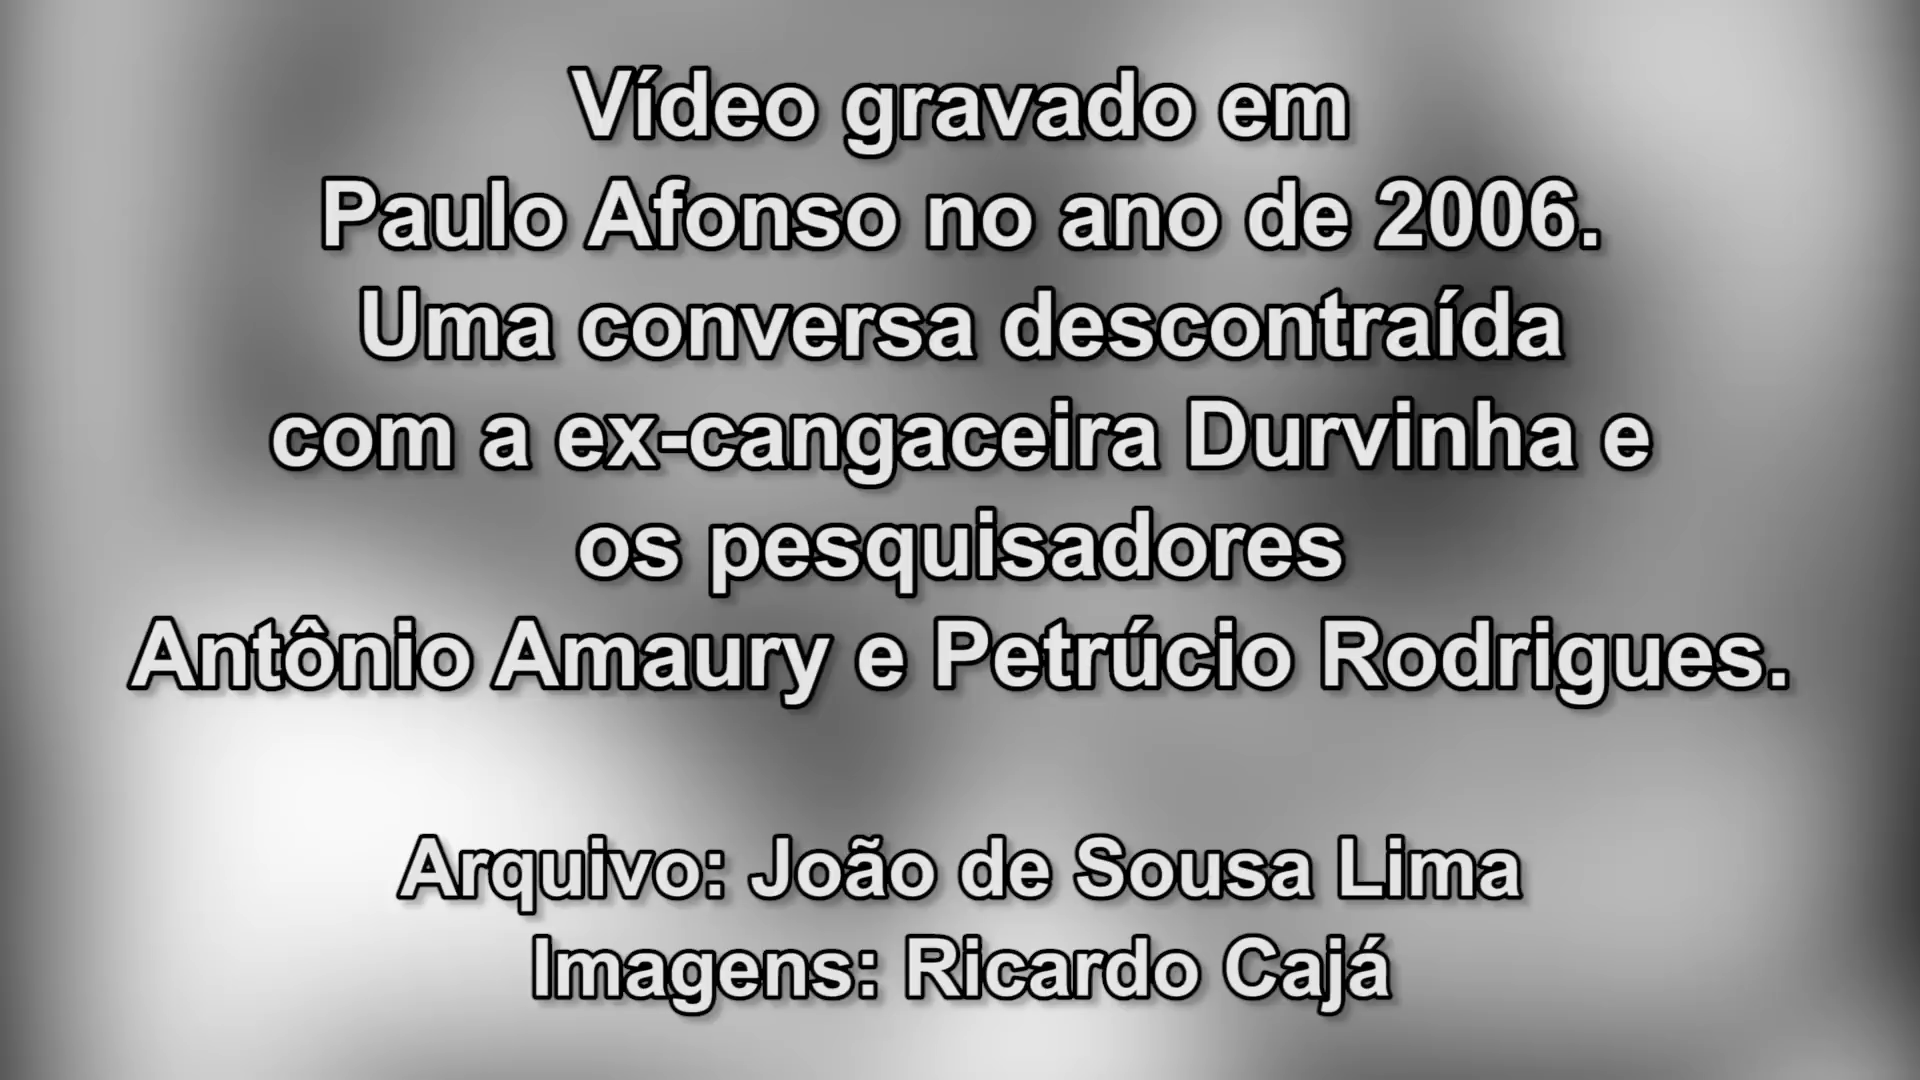 Vídeo gravado em
Paulo Afonso no ano de 2006.
Uma conversa descontraída
com a ex-cangaceira Durvinha e
os pesquisadores
Antônio Amaury e Petrúcio Rodrigues.
Arquivo: João de Sousa Lima
Imagens: Ricardo Cajá